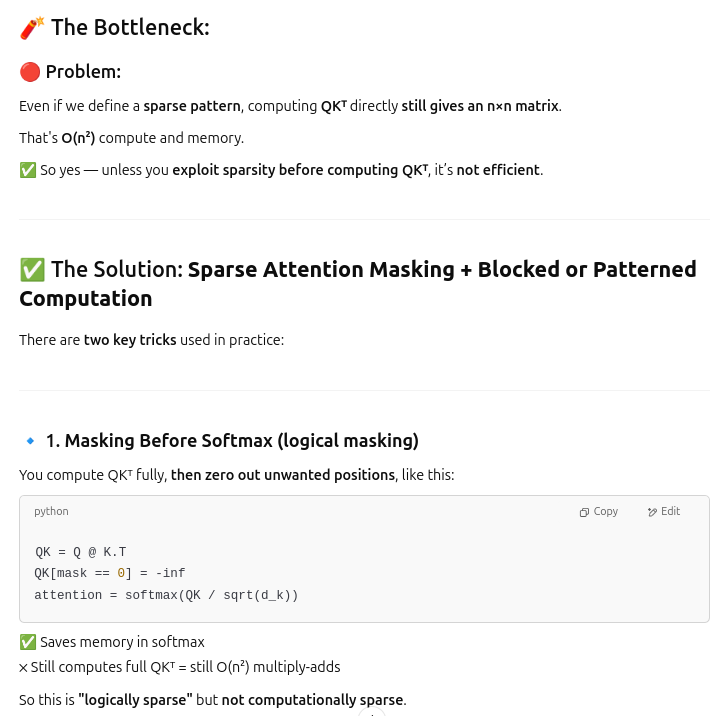 🧨 The Bottleneck:
🔴 Problem:
Even if we define a sparse pattern, computing QKᵀ directly still gives an n×n matrix.
That's O(n²) compute and memory.
✅ So yes — unless you exploit sparsity before computing QKᵀ, it's not efficient.
✅ The Solution: Sparse Attention Masking + Blocked or Patterned
Computation
There are two key tricks used in practice:
🔹 1. Masking Before Softmax (logical masking)
You compute QKᵀ fully, then zero out unwanted positions, like this:
python Copy Edit
QK = Q @ K.T
QK[mask == 0] = -inf
attention = softmax(QK / sqrt(d_k))
✅ Saves memory in softmax
× Still computes full QKᵀ = still O(n²) multiply-adds
So this is "logically sparse" but not computationally sparse.